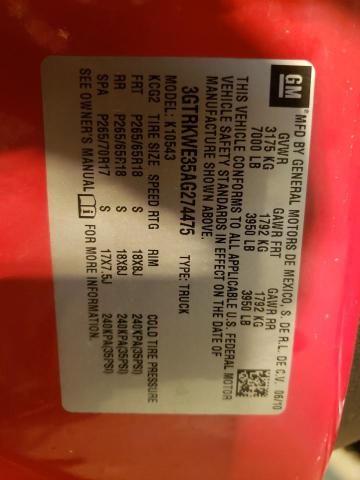 GM
MFD BY GENERAL MOTORS DE MEXICO, S. DE R.L. DE C.V. 06/10
GVWR GAWR FRT GAWR RR
3175 KG 1792 KG 1792 KG
7000 LB 3950 LB 3950 LB
THIS VEHICLE CONFORMS TO ALL APPLICABLE U.S. FEDERAL MOTOR
VEHICLE SAFETY STANDARDS IN EFFECT ON THE DATE OF
MANUFACTURE SHOWN ABOVE.
3GTRKWE35AG274475 TYPE: TRUCK
MODEL: K10543
KCG2 TIRE SIZE SPEED RTG RIM COLD TIRE PRESSURE
FRT P265/65R18 S 18X8J 240KPA(35PSI)
RR P265/65R18 S 18X8J 240KPA(35PSI)
SPA P265/70R17 S 17X7.5J 240KPA(35PSI)
SEE OWNER'S MANUAL FOR MORE INFORMATION.